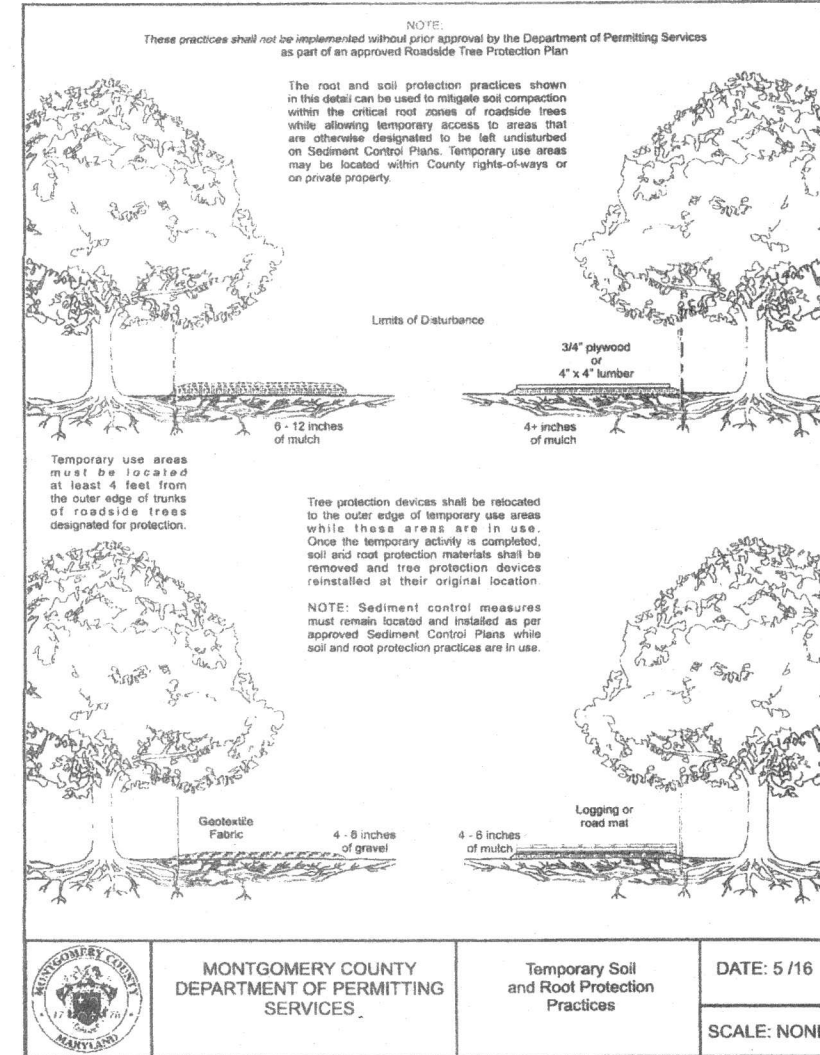 NOTE:
These practices shall not be implemented without prior approval by the Department of Permitting Services
as part of an approved Roadside Tree Protection Plan
The root and soil protection practices shown
in this detail can be used to mitigate soil compaction
within the critical root zones of roadside trees
while allowing temporary access to areas that
are otherwise designated to be left undisturbed
on Sediment Control Plans. Temporary use areas
may be located within County rights-of-ways or
on private property.
Limits of Disturbance
3/4" plywood
or
4" x 4" lumber
6 - 12 inches
of mulch
4+ inches
of mulch
Temporary use areas
must be located
at least 4 feet from
the outer edge of trunks
of roadside trees
designated for protection.
Tree protection devices shall be relocated
to the outer edge of temporary use areas
while these areas are in use.
Once the temporary activity is completed,
soil and root protection materials shall be
removed and tree protection devices
reinstalled at their original location.
NOTE: Sediment control measures
must remain located and installed as per
approved Sediment Control Plans while
soil and root protection practices are in use.
Geotextile
Fabric
4 - 6 inches
of gravel
Logging or
road mat
4 - 6 inches
of mulch
MONTGOMERY COUNTY
1776
MARYLAND
MONTGOMERY COUNTY
DEPARTMENT OF PERMITTING
SERVICES
Temporary Soil
and Root Protection
Practices
DATE: 5 /16
SCALE: NONE